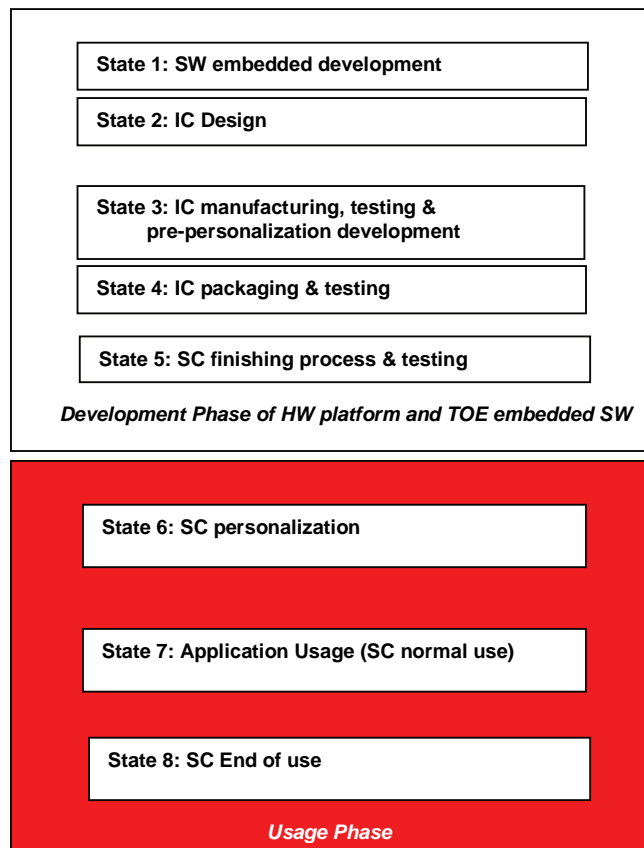 State 1: SW embedded development
State 2: IC Design
State 3: IC manufacturing, testing &
pre-personalization development
State 4: IC packaging & testing
State 5: SC finishing process & testing
Development Phase of HW platform and TOE embedded SW
State 6: SC personalization
State 7: Application Usage (SC normal use)
State 8: SC End of use
Usage Phase